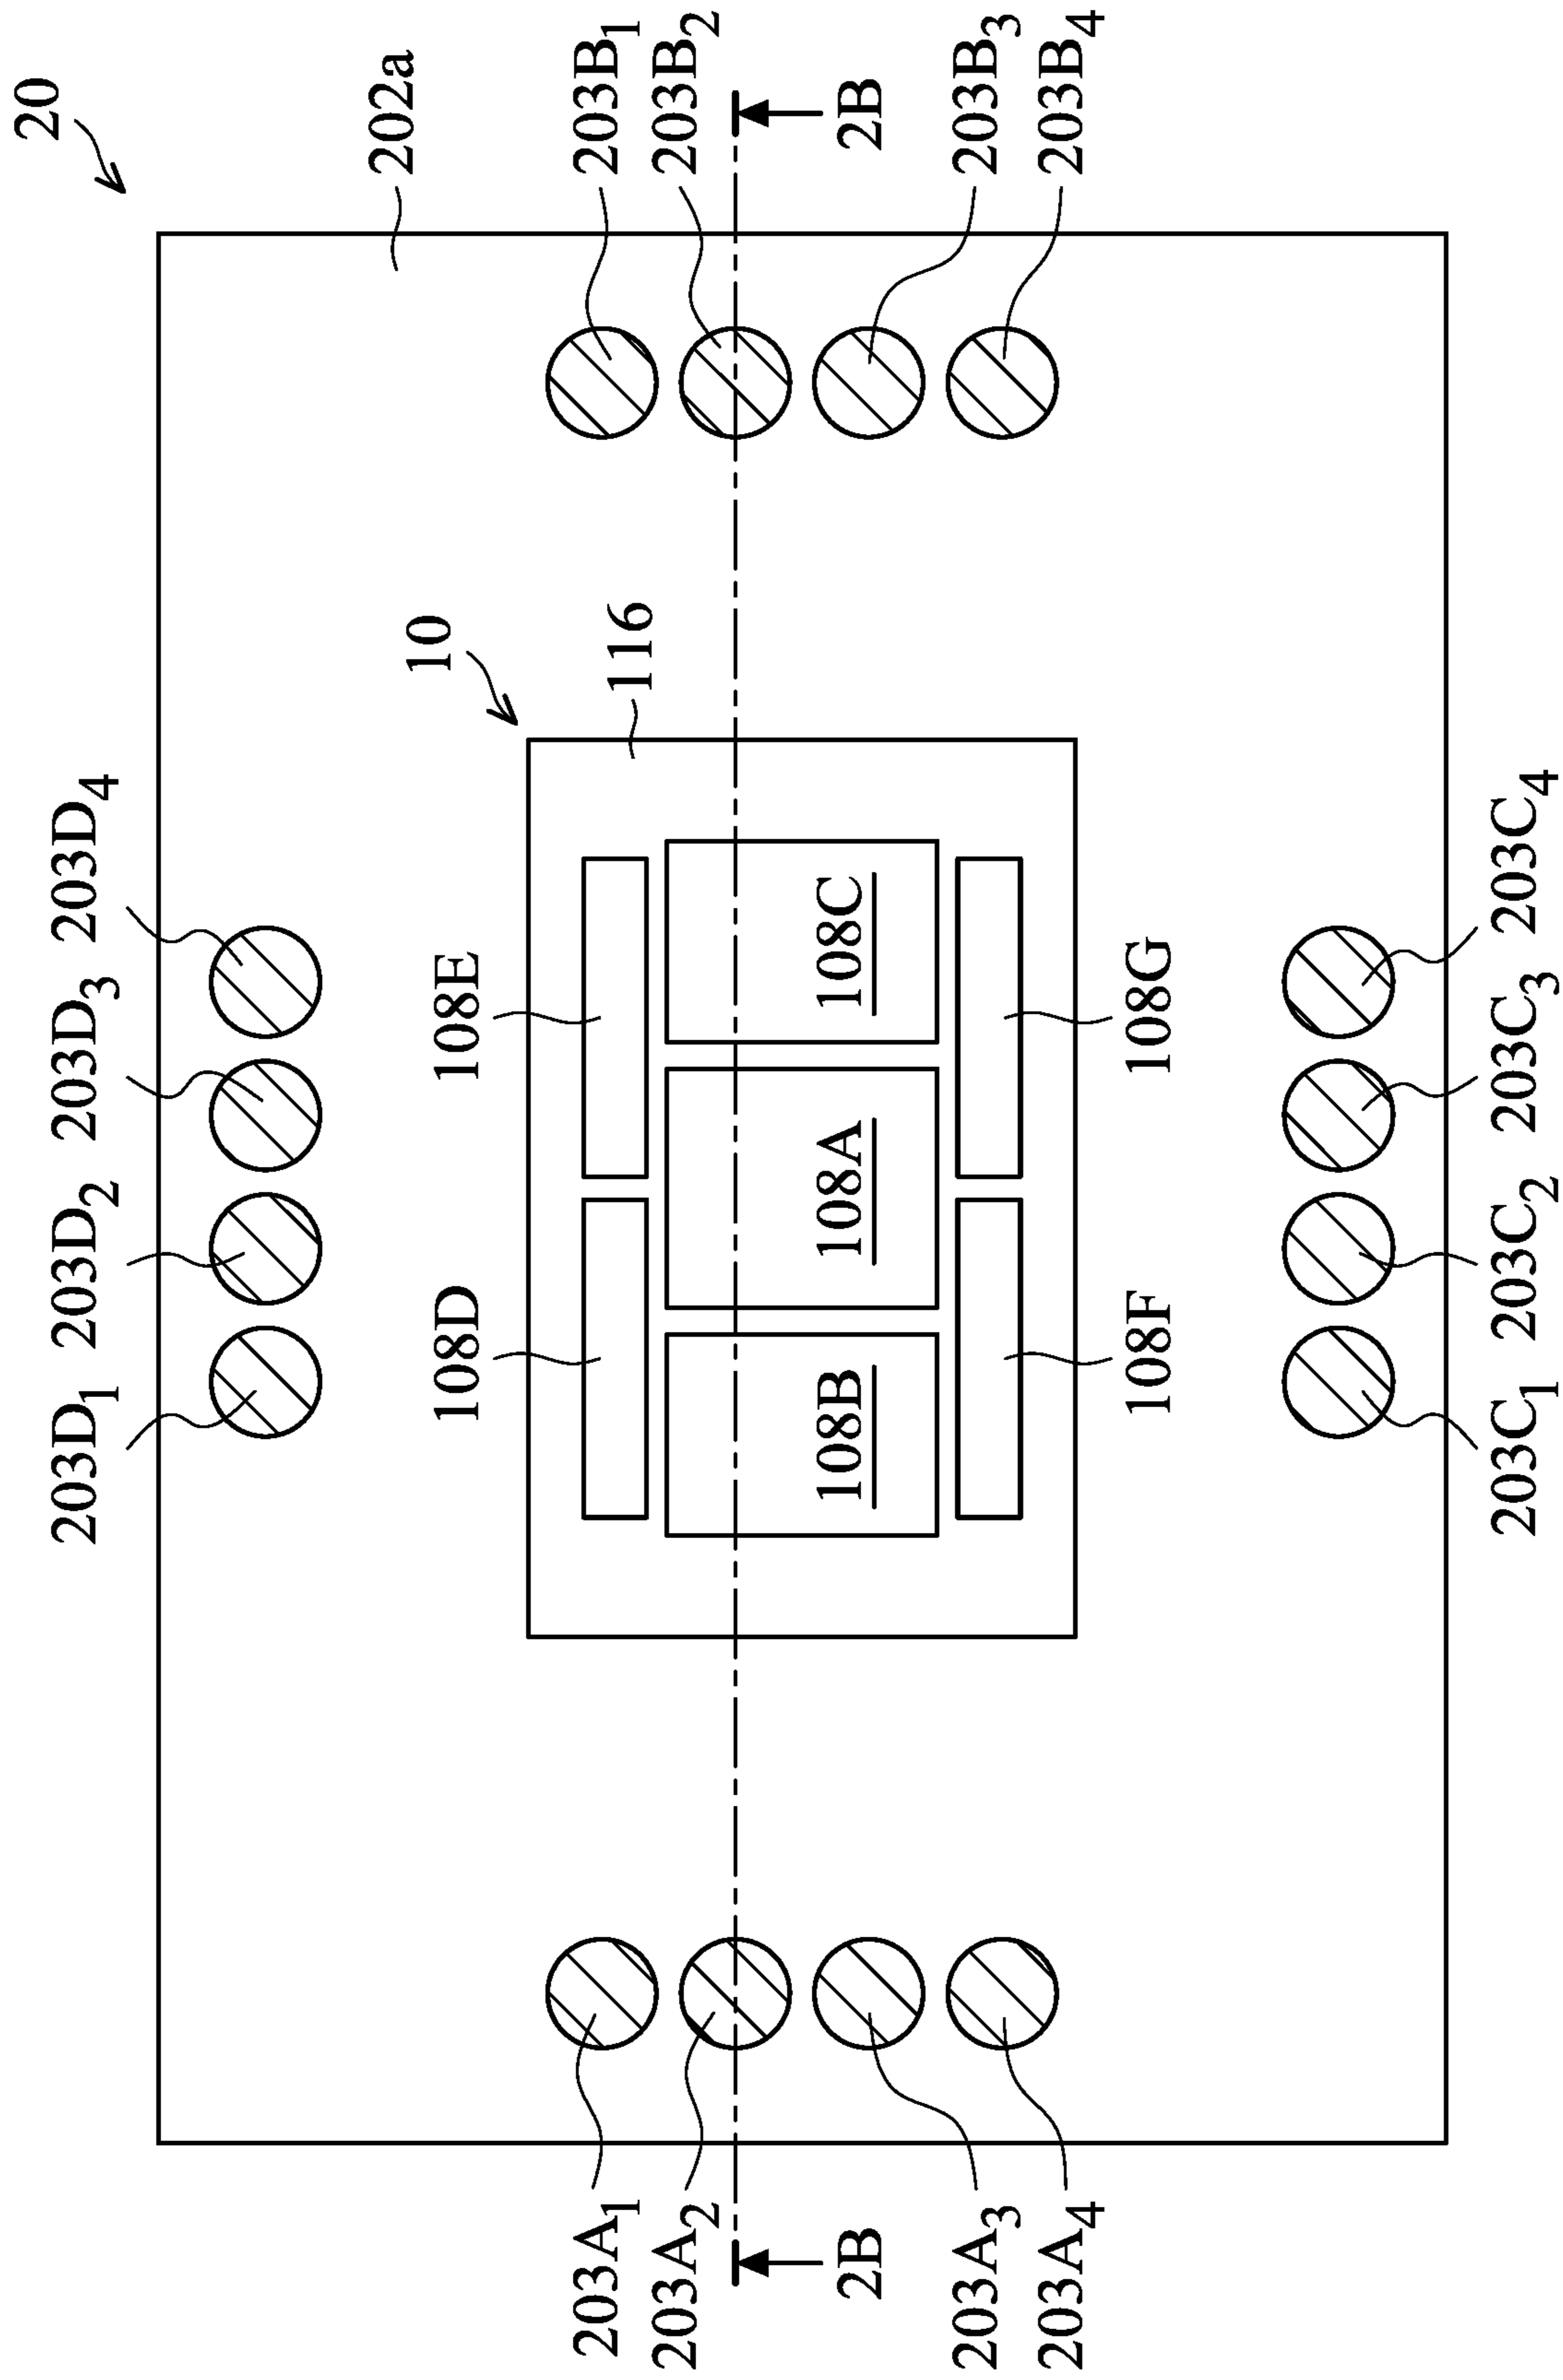 20
203D₁ 203D₂ 203D₃ 203D₄
202a
108D 108E
10
203A₁
203B₁
116
203A₂
203B₂
2B
108B 108A 108C
2B
203A₃
203B₃
203A₄
203B₄
108F 108G
203C₁ 203C₂ 203C₃ 203C₄